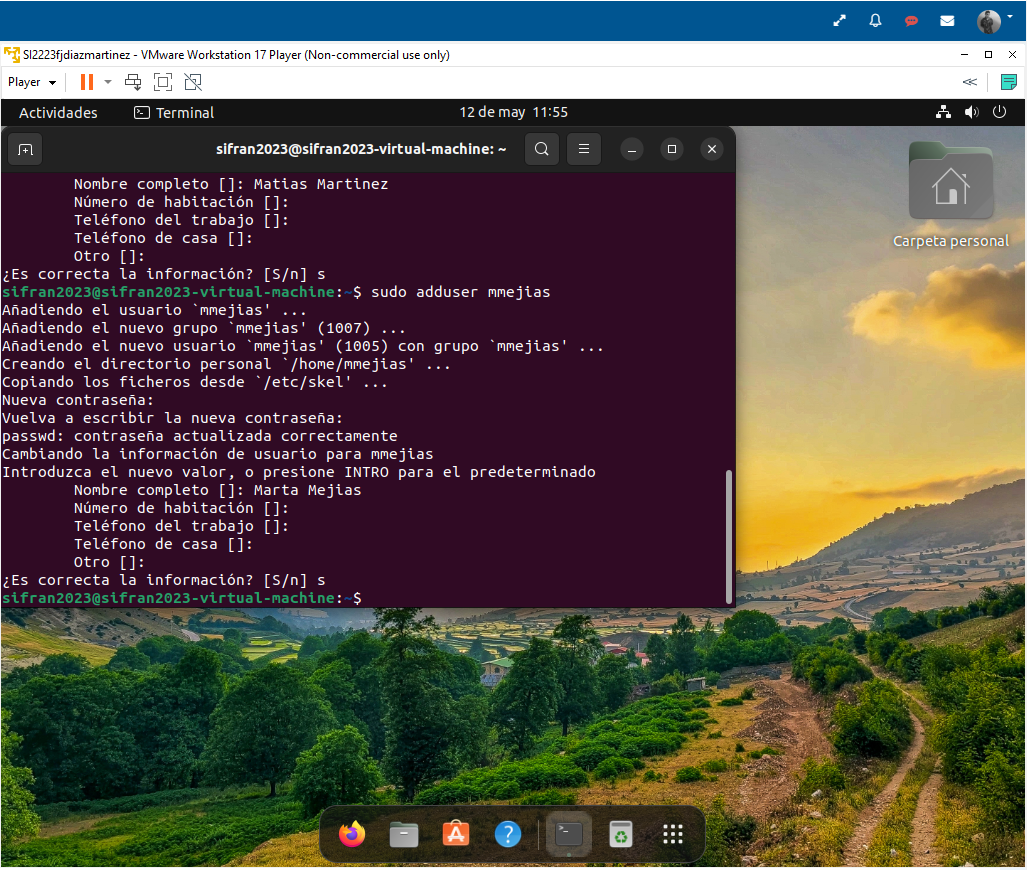 SI2223fjdiazmartinez - VMware Workstation 17 Player (Non-commercial use only)
Player
Actividades
Terminal
12 de may 11:55
sifran2023@sifran2023-virtual-machine: ~
Nombre completo []: Matias Martinez
Número de habitación []:
Teléfono del trabajo []:
Teléfono de casa []:
Otro []:
¿Es correcta la información? [S/n] s
sifran2023@sifran2023-virtual-machine:~$ sudo adduser mmejias
Añadiendo el usuario `mmejias' ...
Añadiendo el nuevo grupo `mmejias' (1007) ...
Añadiendo el nuevo usuario `mmejias' (1005) con grupo `mmejias' ...
Creando el directorio personal `/home/mmejias' ...
Copiando los ficheros desde `/etc/skel' ...
Nueva contraseña:
Vuelva a escribir la nueva contraseña:
passwd: contraseña actualizada correctamente
Cambiando la información de usuario para mmejias
Introduzca el nuevo valor, o presione INTRO para el predeterminado
Nombre completo []: Marta Mejias
Número de habitación []:
Teléfono del trabajo []:
Teléfono de casa []:
Otro []:
¿Es correcta la información? [S/n] s
sifran2023@sifran2023-virtual-machine:~$
Carpeta personal